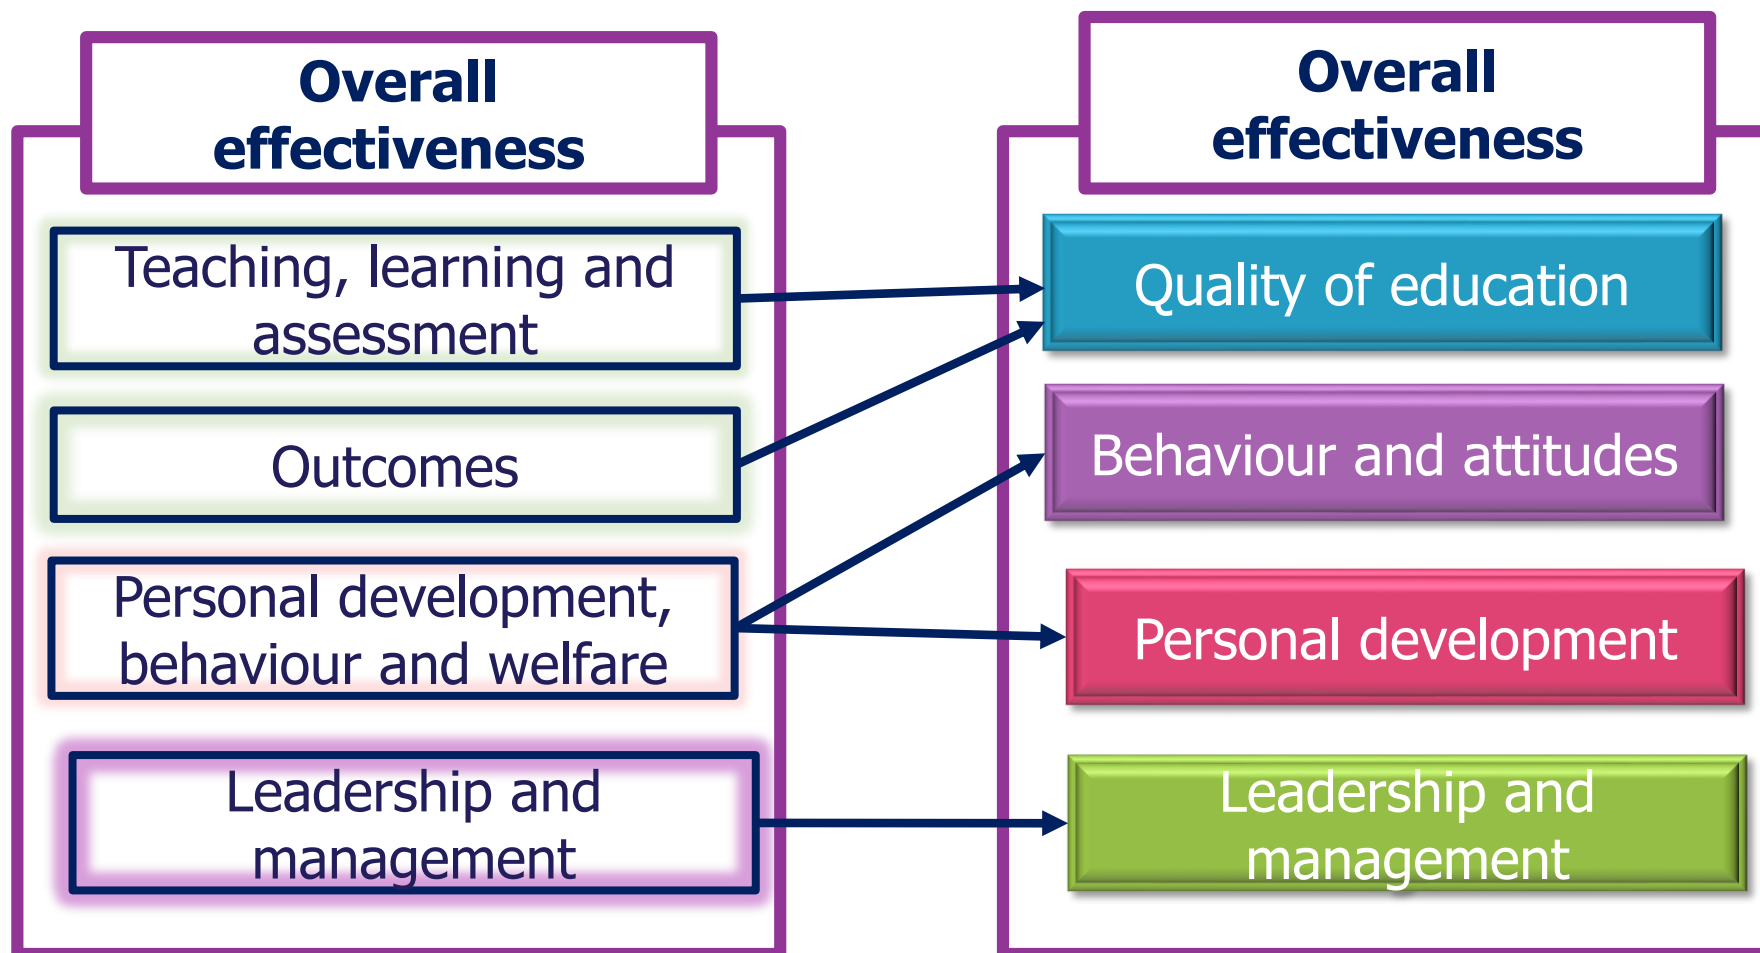 Overall
effectiveness
Teaching, learning and
assessment
Outcomes
Personal development,
behaviour and welfare
Leadership and
management
Overall
effectiveness
Quality of education
Behaviour and attitudes
Personal development
Leadership and
management